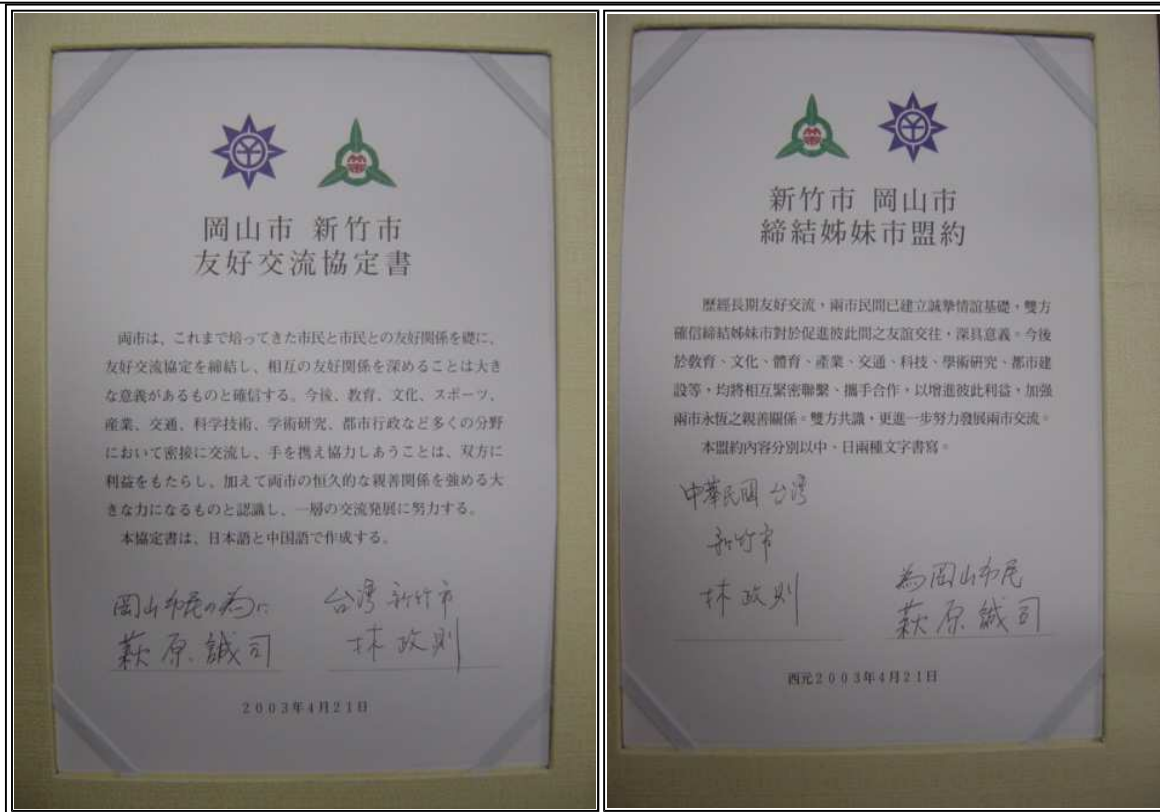 岡山市 新竹市
友好交流協定書
両市は、これまで培ってきた市民と市民との友好関係を礎に、
友好交流協定を締結し、相互の友好関係を深めることは大き
な意義があるものと確信する。今後、教育、文化、スポーツ、
産業、交通、科学技術、学術研究、都市行政など多くの分野
において密接に交流し、手を携え協力しあうことは、双方に
利益をもたらし、加えて両市の恒久的な親善関係を強める大
きな力になるものと認識し、一層の交流発展に努力する。
本協定書は、日本語と中国語で作成する。
岡山市民の為に
萩原誠司
台湾 新竹市
林政則
2003年4月21日
新竹市 岡山市
締結姊妹市盟約
歷經長期友好交流，兩市民間已建立誠摯情誼基礎，雙方
確信締結姊妹市對於促進彼此間之友誼交往，深具意義。今後
於教育、文化、體育、產業、交通、科技、學術研究、都市建
設等，均將相互緊密聯繫、攜手合作，以增進彼此利益，加强
兩市永恆之親善關係。雙方共識，更進一步努力發展兩市交流。
本盟約內容分別以中、日兩種文字書寫。
中華民國 台湾
新竹市
林政則
為岡山市民
萩原誠司
西元2003年4月21日